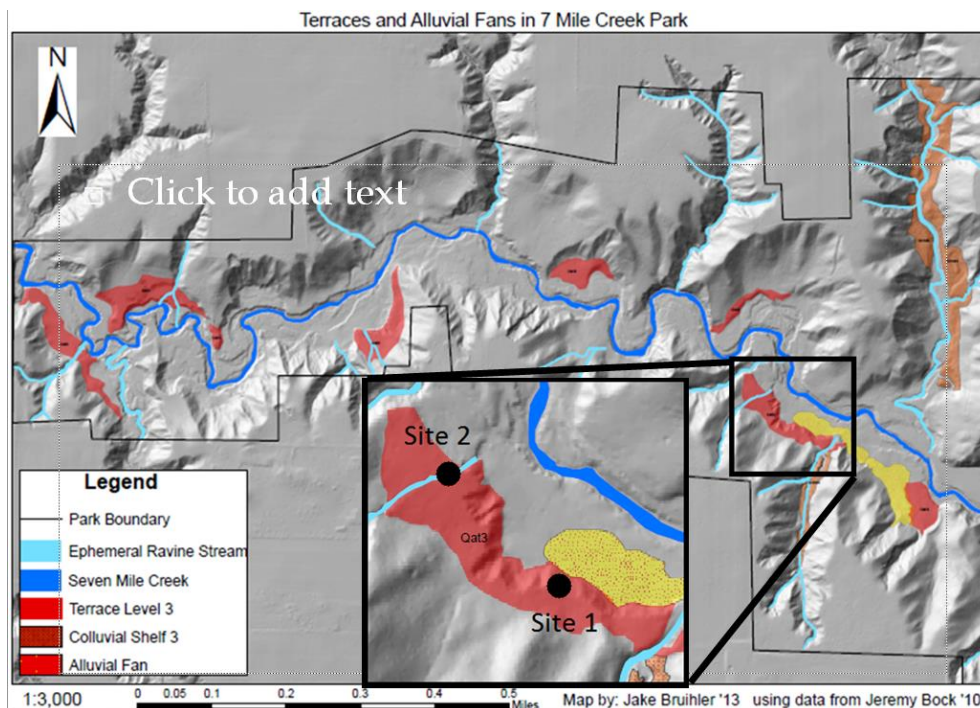 Terraces and Alluvial Fans in 7 Mile Creek Park
N
Click to add text
Site 2
Qat3
Site 1
Legend
Park Boundary
Ephemeral Ravine Stream
Seven Mile Creek
Terrace Level 3
Colluvial Shelf 3
Alluvial Fan
1:3,000
0 0.05 0.1 0.2 0.3 0.4 0.5
Miles
Map by: Jake Bruihler '13 using data from Jeremy Bock '10